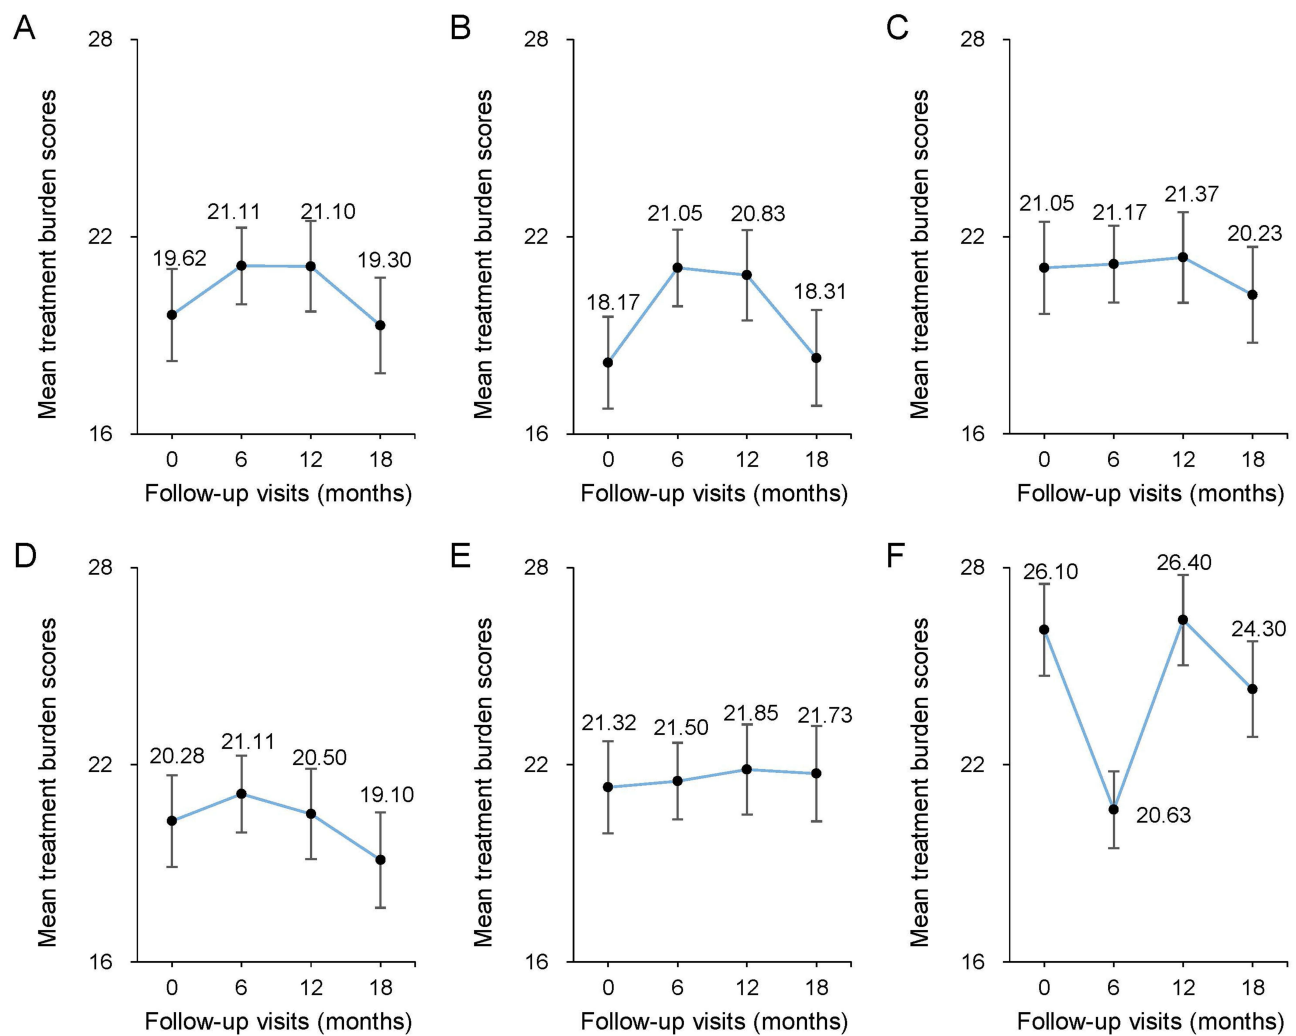 A
Mean treatment burden scores
28
22
16
19.62
21.11
21.10
19.30
0 6 12 18
Follow-up visits (months)
B
Mean treatment burden scores
28
22
16
18.17
21.05
20.83
18.31
0 6 12 18
Follow-up visits (months)
C
Mean treatment burden scores
28
22
16
21.05
21.17
21.37
20.23
0 6 12 18
Follow-up visits (months)
D
Mean treatment burden scores
28
22
16
20.28
21.11
20.50
19.10
0 6 12 18
Follow-up visits (months)
E
Mean treatment burden scores
28
22
16
21.32
21.50
21.85
21.73
0 6 12 18
Follow-up visits (months)
F
Mean treatment burden scores
28
22
16
26.10
20.63
26.40
24.30
0 6 12 18
Follow-up visits (months)